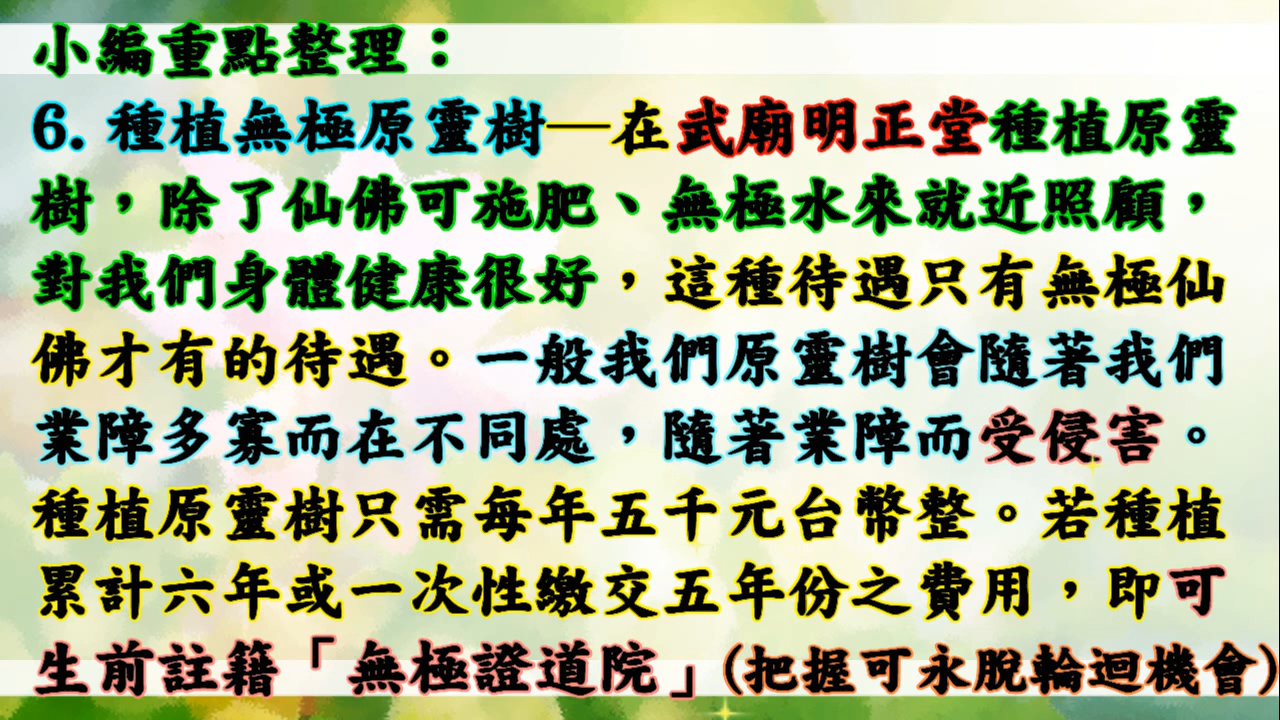 小編重點整理：
6. 種植無極原靈樹—在武廟明正堂種植原靈
樹，除了仙佛可施肥、無極水來就近照顧，
對我們身體健康很好，這種待遇只有無極仙
佛才有的待遇。一般我們原靈樹會隨著我們
業障多寡而在不同處，隨著業障而受侵害。
種植原靈樹只需每年五千元台幣整。若種植
累計六年或一次性繳交五年份之費用，即可
生前註籍「無極證道院」(把握可永脫輪迴機會)